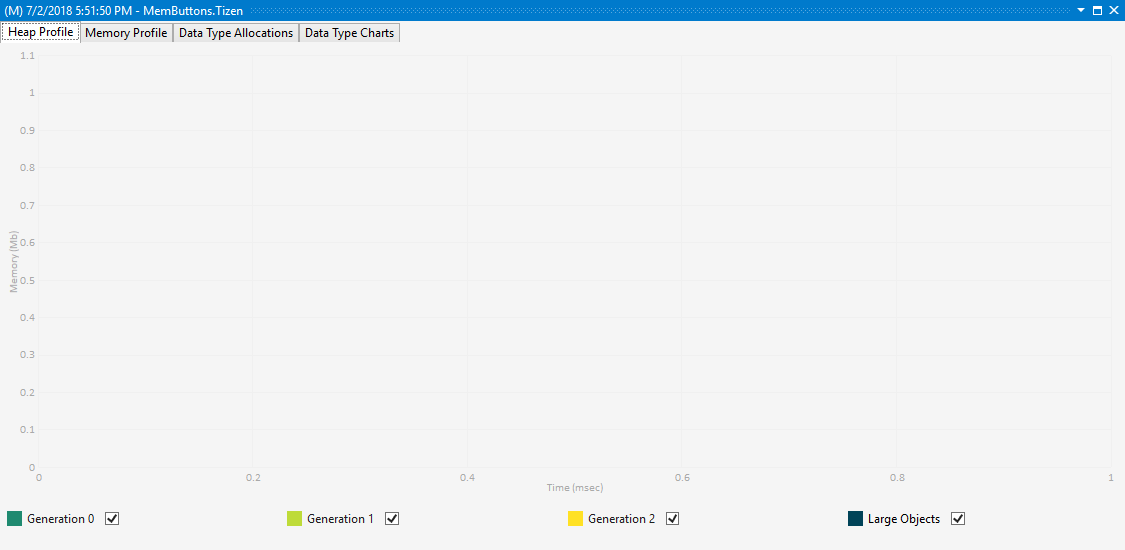 (M) 7/2/2018 5:51:50 PM - MemButtons.Tizen
Heap Profile Memory Profile Data Type Allocations Data Type Charts
1.1
1
0.9
0.8
0.7
0.6
Memory (Mb)
0.5
0.4
0.3
0.2
0.1
0
0 0.2 0.4 0.6 0.8 1
Time (msec)
Generation 0 Generation 1 Generation 2 Large Objects